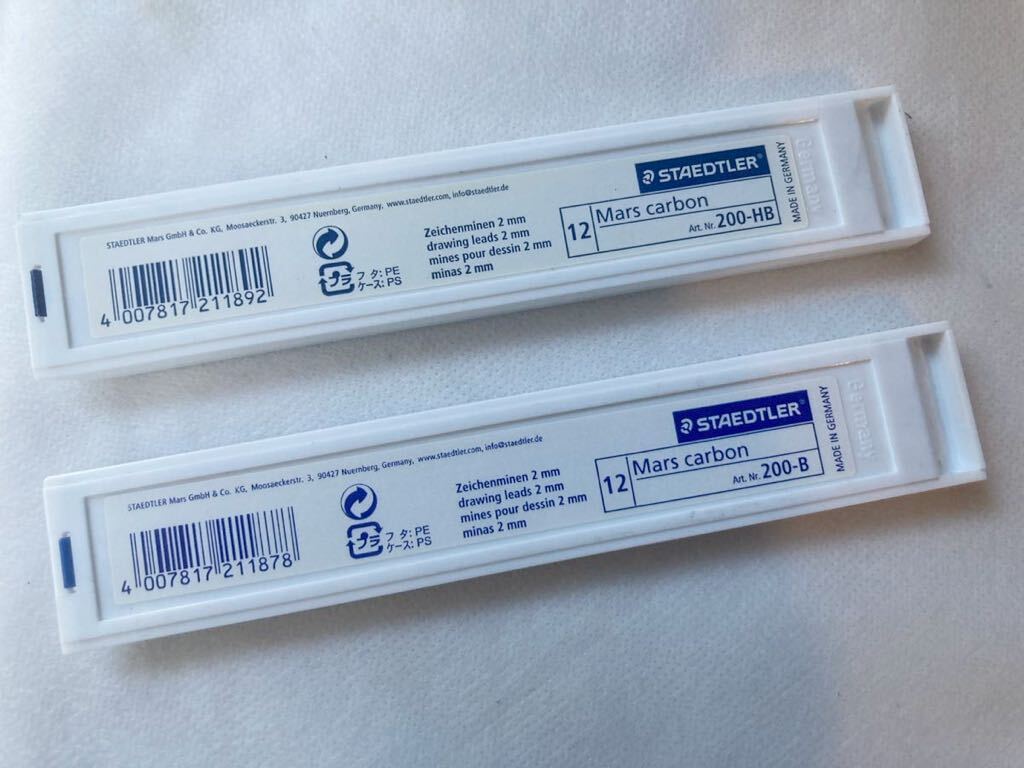 STAEDTLER Mars GmbH & Co. KG, Moosaeckerstr. 3, 90427 Nuernberg, Germany, www.staedtler.com, info@staedtler.de
4 007817 211892
フタ: PE
プラ ケース: PS
Zeichenminen 2 mm
drawing leads 2 mm
mines pour dessin 2 mm
minas 2 mm
STAEDTLER®
12 Mars carbon
Art. Nr. 200-HB
MADE IN GERMANY
Germany
STAEDTLER Mars GmbH & Co. KG, Moosaeckerstr. 3, 90427 Nuernberg, Germany, www.staedtler.com, info@staedtler.de
4 007817 211878
フタ: PE
プラ ケース: PS
Zeichenminen 2 mm
drawing leads 2 mm
mines pour dessin 2 mm
minas 2 mm
STAEDTLER®
12 Mars carbon
Art. Nr. 200-B
MADE IN GERMANY
Germany